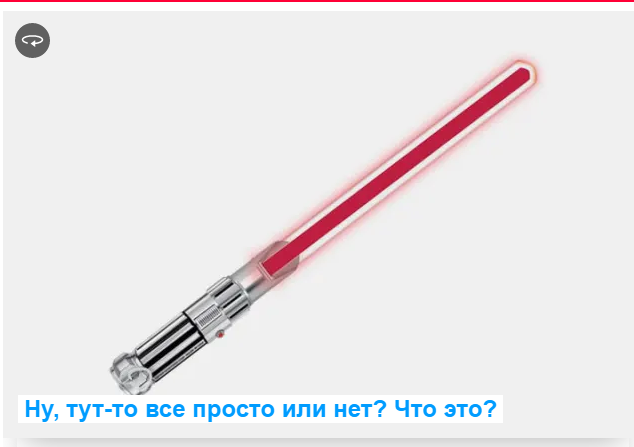 Ну, тут-то все просто или нет? Что это?